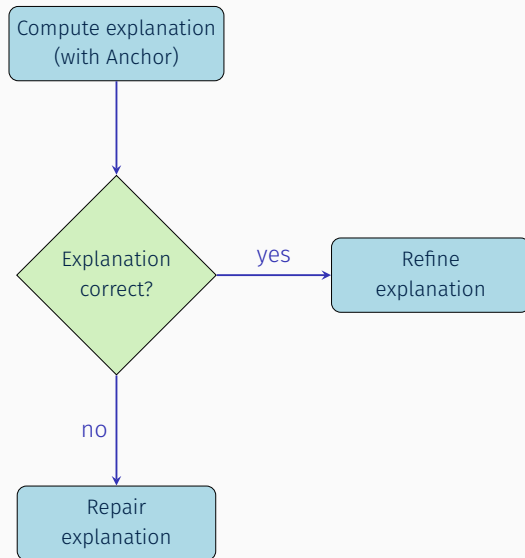 Compute explanation
(with Anchor)
Explanation
correct?
yes
Refine
explanation
no
Repair
explanation